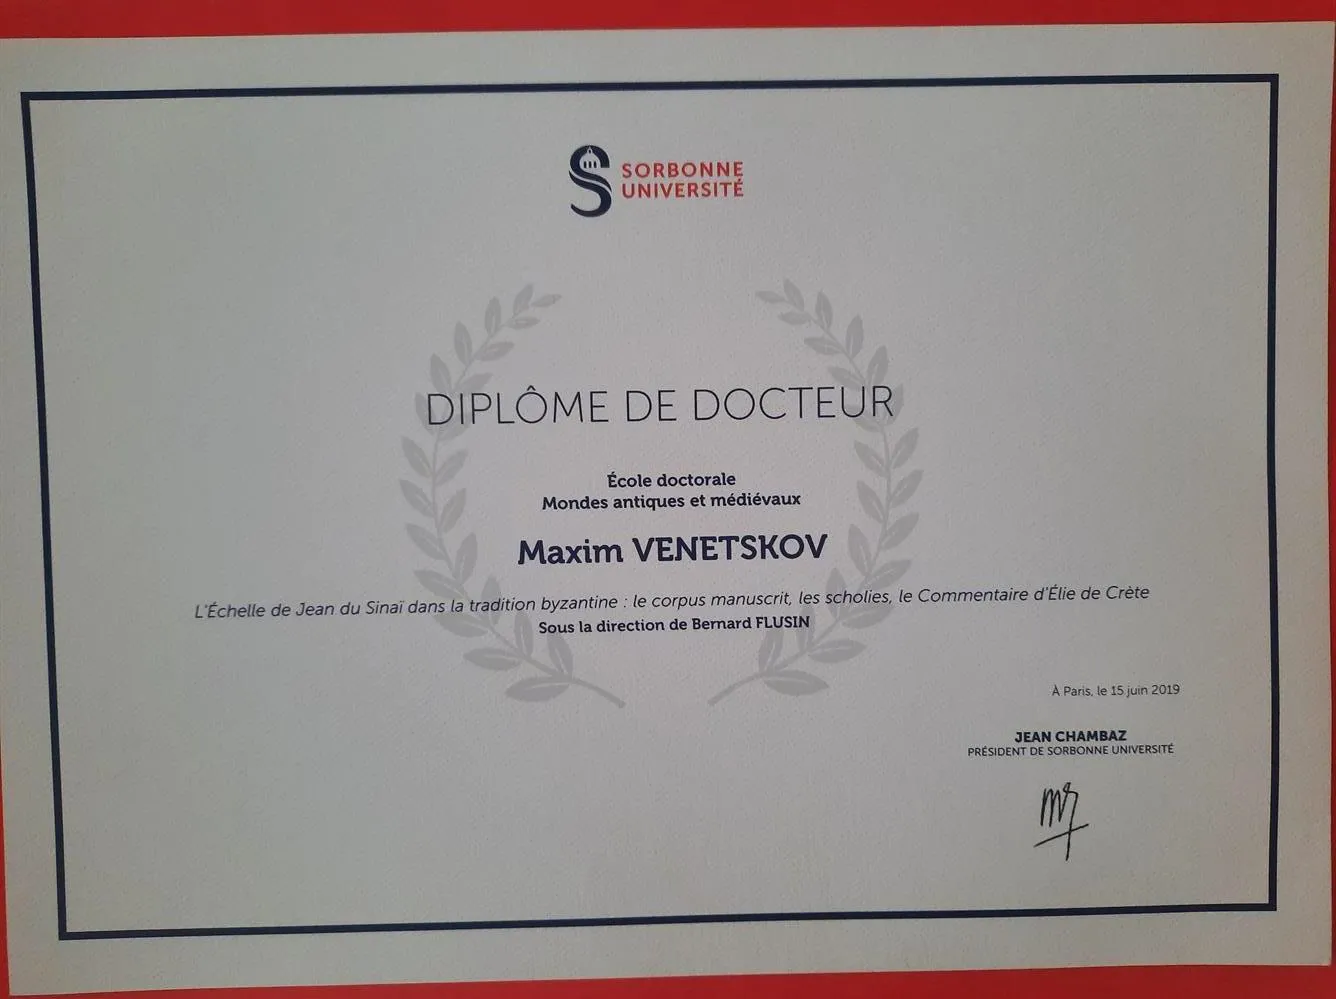 SORBONNE
UNIVERSITÉ
DIPLÔME DE DOCTEUR
École doctorale
Mondes antiques et médiévaux
Maxim VENETSKOV
L'Échelle de Jean du Sinaï dans la tradition byzantine : le corpus manuscrit, les scholies, le Commentaire d'Élie de Crète
Sous la direction de Bernard FLUSIN
À Paris, le 15 juin 2019
JEAN CHAMBAZ
PRÉSIDENT DE SORBONNE UNIVERSITÉ